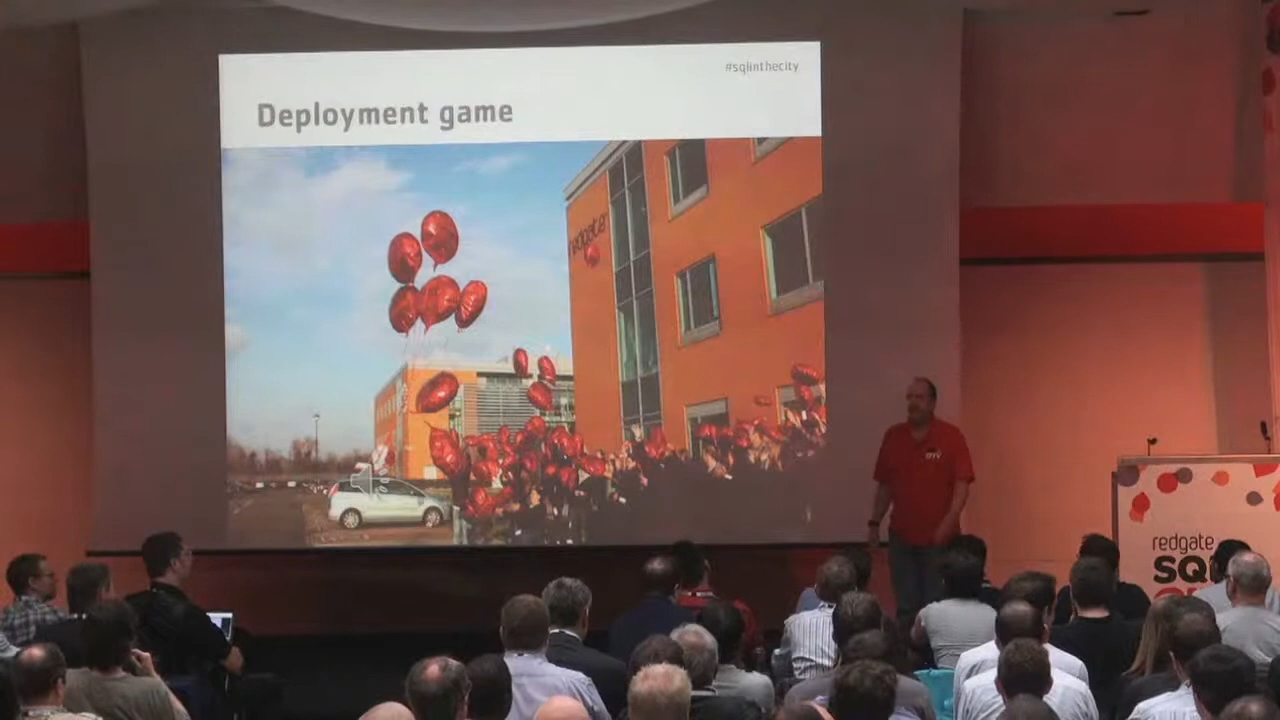 #sqlinthecity
Deployment game
redgate
redgate
SQL